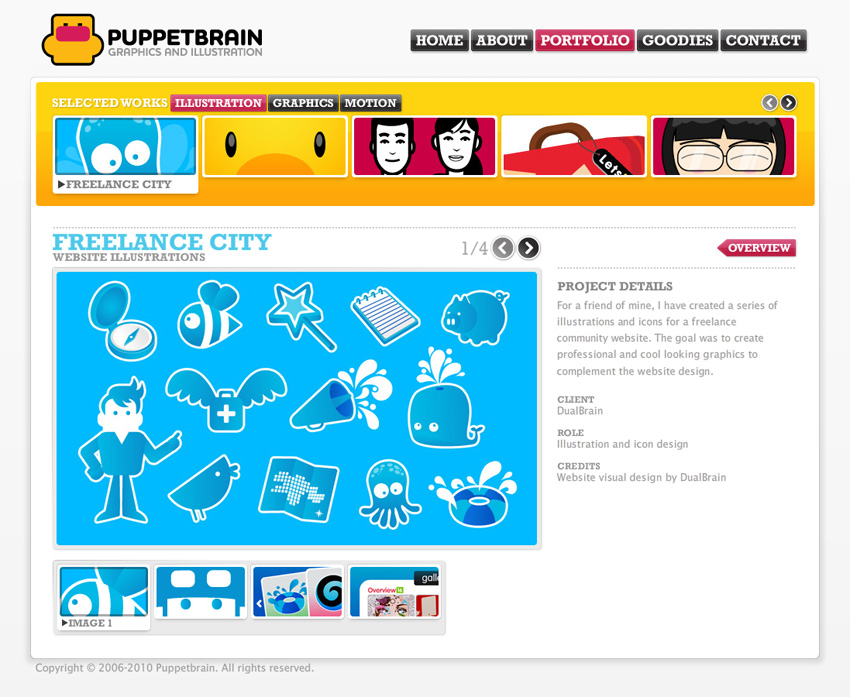 PUPPETBRAIN
GRAPHICS AND ILLUSTRATION
HOME ABOUT PORTFOLIO GOODIES CONTACT
SELECTED WORKS ILLUSTRATION GRAPHICS MOTION
Lets
FREELANCE CITY
FREELANCE CITY
WEBSITE ILLUSTRATIONS
1/4
OVERVIEW
PROJECT DETAILS
For a friend of mine, I have created a series of
illustrations and icons for a freelance
community website. The goal was to create
professional and cool looking graphics to
complement the website design.
CLIENT
DualBrain
ROLE
Illustration and icon design
CREDITS
Website visual design by DualBrain
gall
Overview
IMAGE 1
Copyright © 2006-2010 Puppetbrain. All rights reserved.